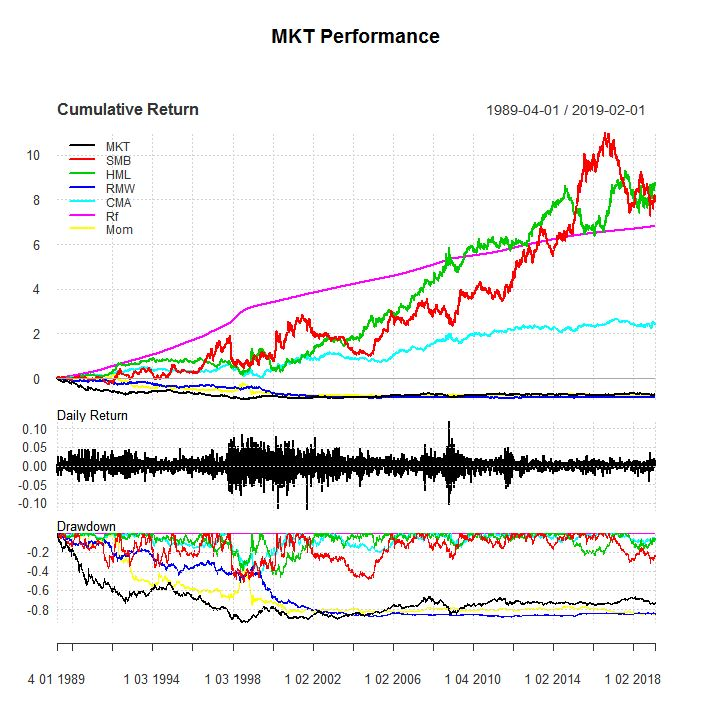 MKT Performance
Cumulative Return 1989-04-01 / 2019-02-01
MKT
SMB
HML
RMW
CMA
Rf
Mom
10
8
6
4
2
0
Daily Return
0.10
0.05
0.00
-0.05
-0.10
Drawdown
-0.2
-0.4
-0.6
-0.8
4 01 1989 1 03 1994 1 03 1998 1 02 2002 1 02 2006 1 04 2010 1 02 2014 1 02 2018